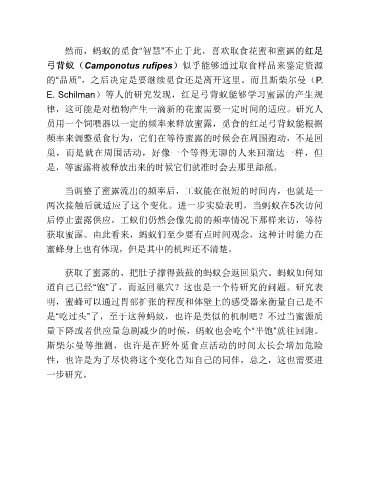 然而，蚂蚁的觅食“智慧”不止于此，喜欢取食花蜜和蜜露的红足
弓背蚁（Camponotus rufipes）似乎能够通过取食样品来鉴定资源
的“品质”，之后决定是要继续觅食还是离开这里。而且斯柴尔曼（P.
E. Schilman）等人的研究发现，红足弓背蚁能够学习蜜露的产生规
律，这可能是对植物产生一滴新的花蜜需要一定时间的适应。研究人
员用一个饲喂器以一定的频率来释放蜜露，觅食的红足弓背蚁能根据
频率来调整觅食行为，它们在等待蜜露的时候会在周围跑动，不是回
巢，而是就在周围活动，好像一个等得无聊的人来回溜达一样，但
是，等蜜露将被释放出来的时候它们就准时会去那里舔舐。
当调整了蜜露流出的频率后，工蚁能在很短的时间内，也就是一
两次接触后就适应了这个变化。进一步实验表明，当蚂蚁在5次访问
后停止蜜露供应，工蚁们仍然会像先前的频率情况下那样来访，等待
获取蜜露。由此看来，蚂蚁们至少要有点时间观念，这种计时能力在
蜜蜂身上也有体现，但是其中的机理还不清楚。
获取了蜜露的、把肚子撑得鼓鼓的蚂蚁会返回巢穴。蚂蚁如何知
道自己已经“饱”了，而返回巢穴？这也是一个待研究的问题。研究表
明，蜜蜂可以通过胃部扩张的程度和体壁上的感受器来衡量自己是不
是“吃过头”了，至于这种蚂蚁，也许是类似的机制吧？不过当蜜源质
量下降或者供应量急剧减少的时候，蚂蚁也会吃个“半饱”就往回跑。
斯柴尔曼等推测，也许是在野外觅食点活动的时间太长会增加危险
性，也许是为了尽快将这个变化告知自己的同伴，总之，这也需要进
一步研究。